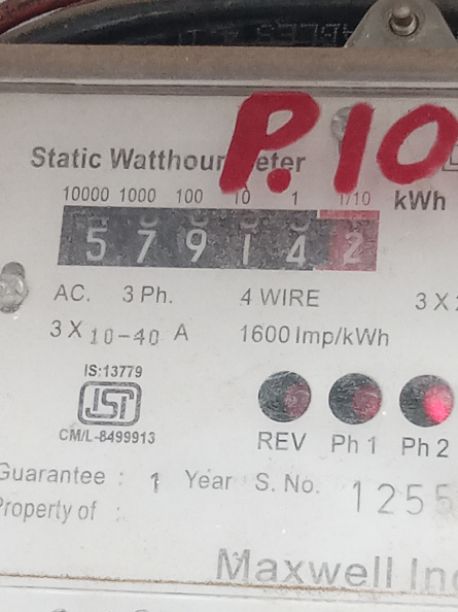 P.10
Static Watthour Meter
10000 1000 100 10 1 1/10 kWh
5 7 9 1 4 2
AC. 3 Ph. 4 WIRE 3 X
3 X 10-40 A 1600 Imp/kWh
IS:13779
ISI
CM/L-8499913
REV Ph 1 Ph 2
Guarantee : 1 Year S. No. 1255
Property of :
Maxwell